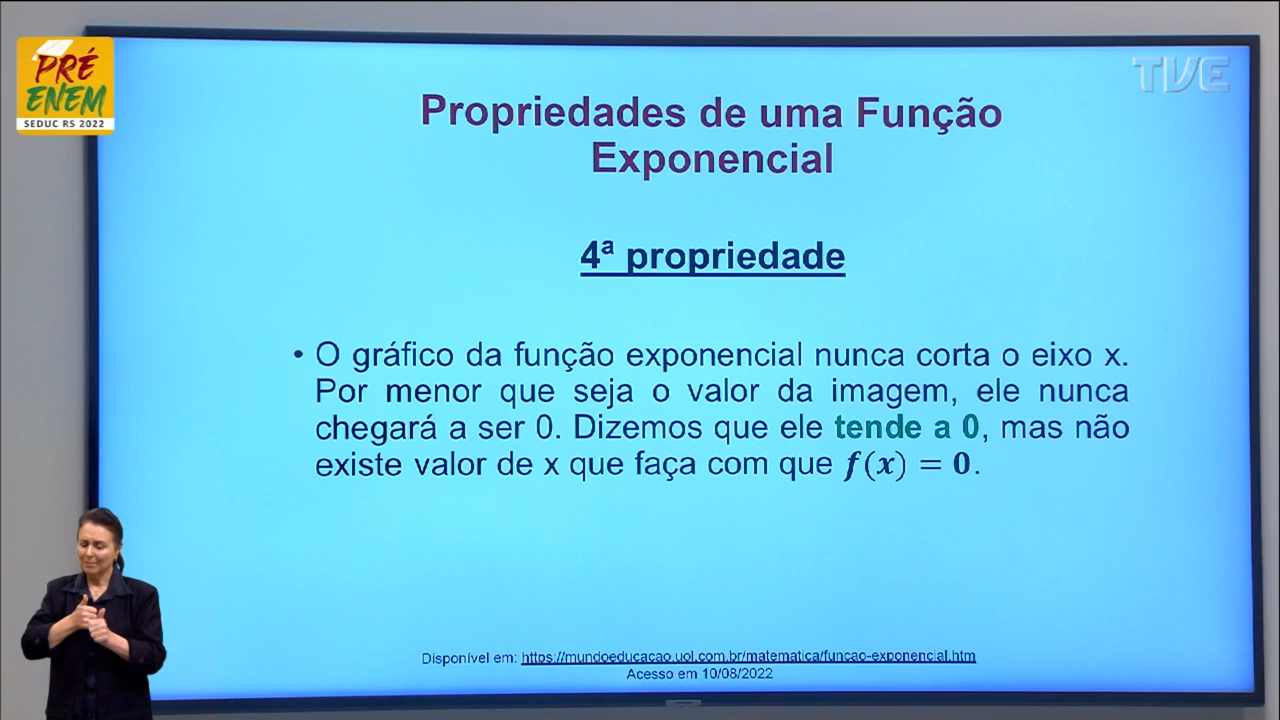 PRÉ
ENEM
SEDUC RS 2022
TVE
Propriedades de uma Função
Exponencial
4ª propriedade
• O gráfico da função exponencial nunca corta o eixo x.
Por menor que seja o valor da imagem, ele nunca
chegará a ser 0. Dizemos que ele tende a 0, mas não
existe valor de x que faça com que f(x) = 0.
Disponível em: https://mundoeducacao.uol.com.br/matematica/funcao-exponencial.htm
Acesso em 10/08/2022